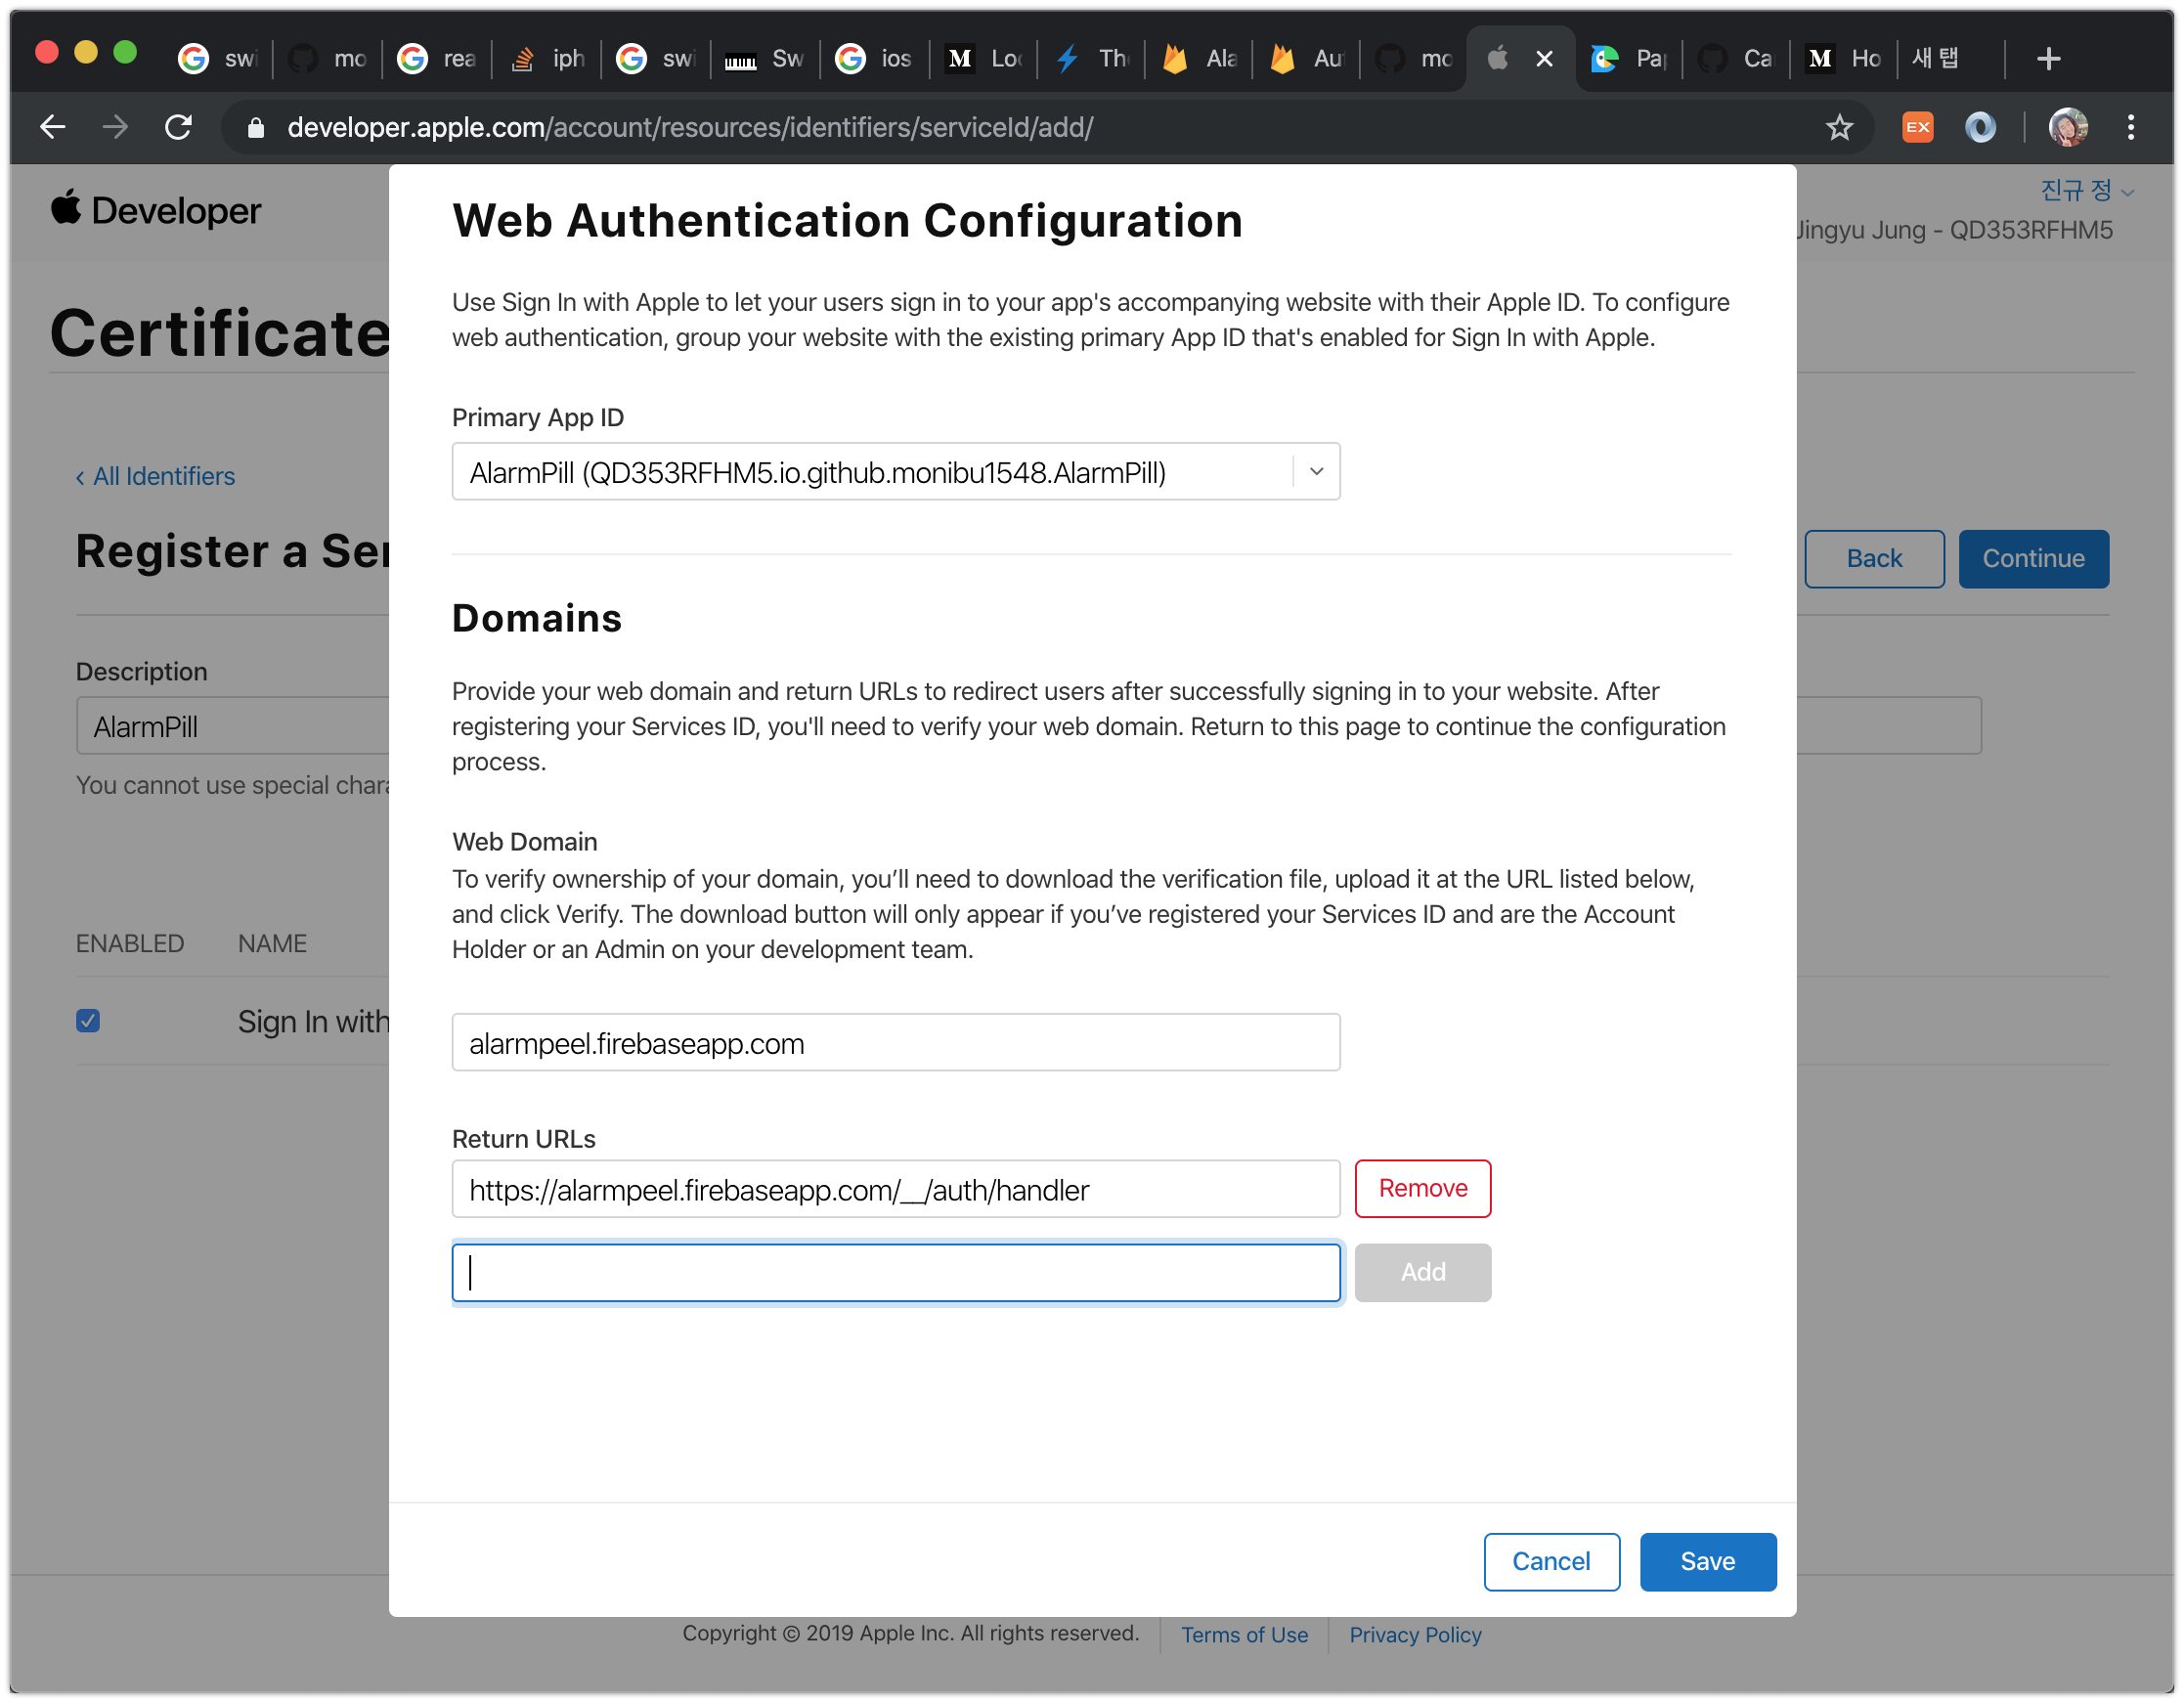 swi
mo
rea
iph
swi
Sw
ios
M Loc
The
Ala
Au
mo
Pap
Ca
M Ho
새 탭
developer.apple.com/account/resources/identifiers/serviceId/add/
EX
Developer
진규 정
Jingyu Jung - QD353RFHM5
Certificate
‹ All Identifiers
Register a Ser
Back
Continue
Description
AlarmPill
You cannot use special chara
ENABLED NAME
Sign In with
Web Authentication Configuration
Use Sign In with Apple to let your users sign in to your app's accompanying website with their Apple ID. To configure
web authentication, group your website with the existing primary App ID that's enabled for Sign In with Apple.
Primary App ID
AlarmPill (QD353RFHM5.io.github.monibu1548.AlarmPill)
Domains
Provide your web domain and return URLs to redirect users after successfully signing in to your website. After
registering your Services ID, you'll need to verify your web domain. Return to this page to continue the configuration
process.
Web Domain
To verify ownership of your domain, you’ll need to download the verification file, upload it at the URL listed below,
and click Verify. The download button will only appear if you’ve registered your Services ID and are the Account
Holder or an Admin on your development team.
alarmpeel.firebaseapp.com
Return URLs
https://alarmpeel.firebaseapp.com/__/auth/handler
Remove
Add
Cancel
Save
Copyright © 2019 Apple Inc. All rights reserved.
Terms of Use
Privacy Policy